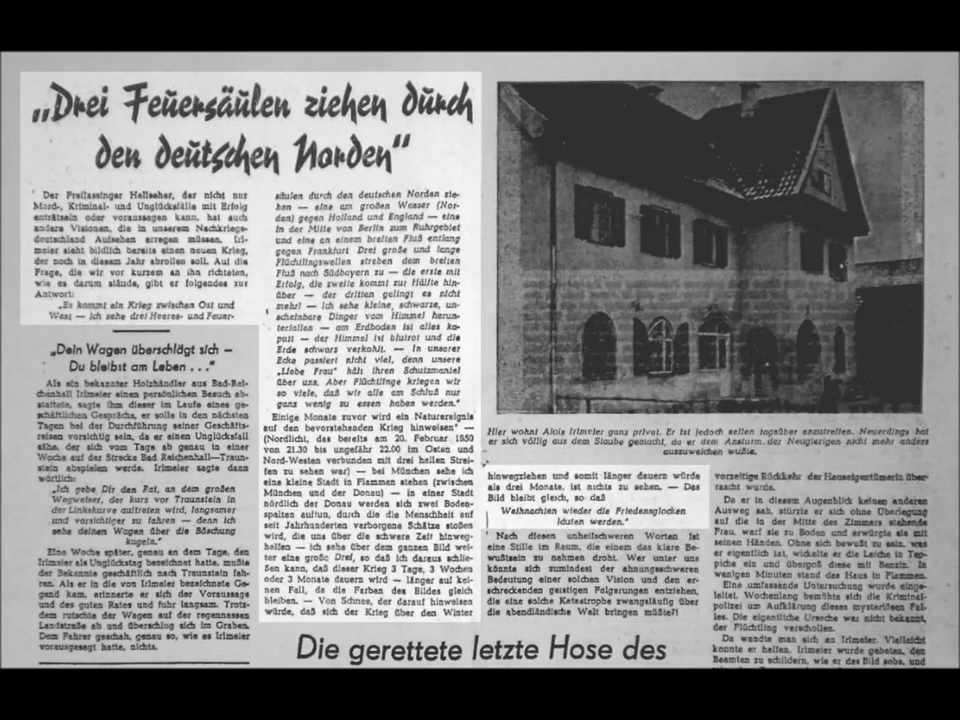 „Drei Feuersäulen ziehen durch
den deutschen Norden"
Der Freilassinger Hellseher, der nicht nur
Mord-, Kriminal- und Unglücksfälle mit Erfolg
enträtseln oder voraussagen kann, hat auch
andere Visionen, die in unserem Nachkriegs-
deutschland Aufsehen erregen müssen. Irl-
meier sieht bildlich bereits einen neuen Krieg,
der noch in diesem Jahr abrollen soll. Auf die
Frage, die wir vor kurzem an ihn richteten,
wie es darum stände, gibt er folgendes zur
Antwort:
„Es kommt ein Krieg zwischen Ost und
West — ich sehe drei Heeres- und Feuer-
„Dein Wagen überschlägt sich —
Du bleibst am Leben . . ."
Als ein bekannter Holzhändler aus Bad-Rei-
chenhall Irlmeier einen persönlichen Besuch ab-
stattete, sagte ihm dieser im Laufe eines ge-
schäftlichen Gesprächs, er solle in den nächsten
Tagen bei der Durchführung seiner Geschäfts-
reisen vorsichtig sein, da er einen Unglücksfall
sähe, der sich vom Tage ab genau in einer
Woche auf der Strecke Bad Reichenhall—Traun-
stein abspielen werde. Irlmeier sagte dann
wörtlich:
„Ich gebe Dir den Rat, an dem großen
Wegweiser, der kurz vor Traunstein in
der Linkskurve auftreten wird, langsamer
und vorsichtiger zu fahren — denn ich
sehe deinen Wagen über die Böschung
kugeln."
Eine Woche später, genau an dem Tage, den
Irlmeier als Unglückstag bezeichnet hatte, mußte
der Bekannte geschäftlich nach Traunstein fah-
ren. Als er in die von Irlmeier bezeichnete Ge-
gend kam, erinnerte er sich der Voraussage
und des guten Rates und fuhr langsam. Trotz-
dem rutschte der Wagen auf der regennassen
Landstraße ab und überschlug sich im Graben.
Dem Fahrer geschah, genau so, wie es Irlmeier
vorausgesagt hatte, nichts.
säulen durch den deutschen Norden zie-
hen — eine am großen Wasser (Nor-
den) gegen Holland und England — eine
in der Mitte von Berlin zum Ruhrgebiet
und eine an einem breiten Fluß entlang
gegen Frankfurt Drei große und lange
Flüchtlingswellen streben dem breiten
Fluß nach Südbayern zu — die erste mit
Erfolg, die zweite kommt zur Hälfte hin-
über — der dritten gelingt es nicht
mehr! — Ich sehe kleine, schwarze, un-
scheinbare Dinger vom Himmel herun-
terfallen — am Erdboden ist alles ka-
putt — der Himmel ist blutrot und die
Erde schwarz verkohlt. — In unserer
Ecke passiert nicht viel, denn unsere
„Liebe Frau" hält ihren Schutzmantel
über uns. Aber Flüchtlinge kriegen wir
so viele, daß wir alle am Schluß nur
ganz wenig zu essen haben werden."
Einige Monate zuvor wird ein Naturereignis
auf den bevorstehenden Krieg hinweisen" —
(Nordlicht, das bereits am 20. Februar 1950
von 21.30 bis ungefähr 22.00 im Osten und
Nord-Westen verbunden mit drei hellen Strei-
fen zu sehen war) — bei München sehe ich
eine kleine Stadt in Flammen stehen (zwischen
München und der Donau) — in einer Stadt
nördlich der Donau werden sich zwei Boden-
spalten auftun, durch die die Menschheit auf
seit Jahrhunderten verborgene Schätze stoßen
wird, die uns über die schwere Zeit hinweg-
helfen — ich sehe über dem ganzen Bild wei-
ter eine große Drei, so daß ich daraus schlie-
ßen kann, daß dieser Krieg 3 Tage, 3 Wochen
oder 3 Monate dauern wird — länger auf kei-
nen Fall, da die Farben des Bildes gleich
bleiben. — Von Schnee, der darauf hinweisen
würde, daß sich der Krieg über den Winter
Hier wohnt Alois Irlmeier ganz privat. Er ist jedoch selten tagsüber anzutreffen. Neuerdings hat
er sich völlig aus dem Staube gemacht, da er dem Ansturm der Neugierigen nicht mehr anders
auszuweichen wußte.
hinwegziehen und somit länger dauern würde
als drei Monate, ist nichts zu sehen. — Das
Bild bleibt gleich, so daß
Weihnachten wieder die Friedensglocken
läuten werden."
Nach diesen unheilschweren Worten ist
eine Stille im Raum, die einem das klare Be-
wußtsein zu nehmen droht. Wer unter uns
könnte sich zumindest der ahnungsschweren
Bedeutung einer solchen Vision und den er-
schreckenden geistigen Folgerungen entziehen,
die eine solche Katastrophe zwangsläufig über
die abendländische Welt bringen müßte?!
vorzeitige Rückkehr der Hauseigentümerin über-
rascht wurde.
Da er in diesem Augenblick keinen anderen
Ausweg sah, stürzte er sich ohne Überlegung
auf die in der Mitte des Zimmers stehende
Frau, warf sie zu Boden und erwürgte sie mit
seinen Händen. Ohne sich bewußt zu sein, was
er eigentlich tat, wickelte er die Leiche in Tep-
piche ein und übergoß diese mit Benzin. In
wenigen Minuten stand das Haus in Flammen.
Eine umfassende Untersuchung wurde einge-
leitet. Wochenlang bemühte sich die Kriminal-
polizei um Aufklärung dieses mysteriösen Fal-
les. Die eigentliche Ursache war nicht bekannt,
der Flüchtling verschollen.
Da wandte man sich an Irlmeier. Vielleicht
konnte er helfen. Irlmeier wurde gebeten, den
Beamten zu schildern, wie er das Bild sehe, und
Die gerettete letzte Hose des